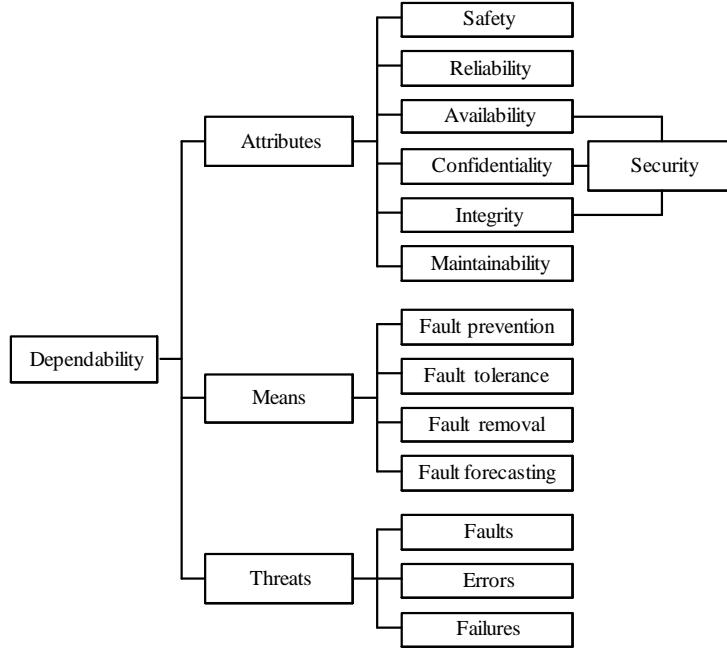 Safety
Reliability
Availability
Attributes
Confidentiality
Security
Integrity
Maintainability
Fault prevention
Dependability
Fault tolerance
Means
Fault removal
Fault forecasting
Faults
Threats
Errors
Failures